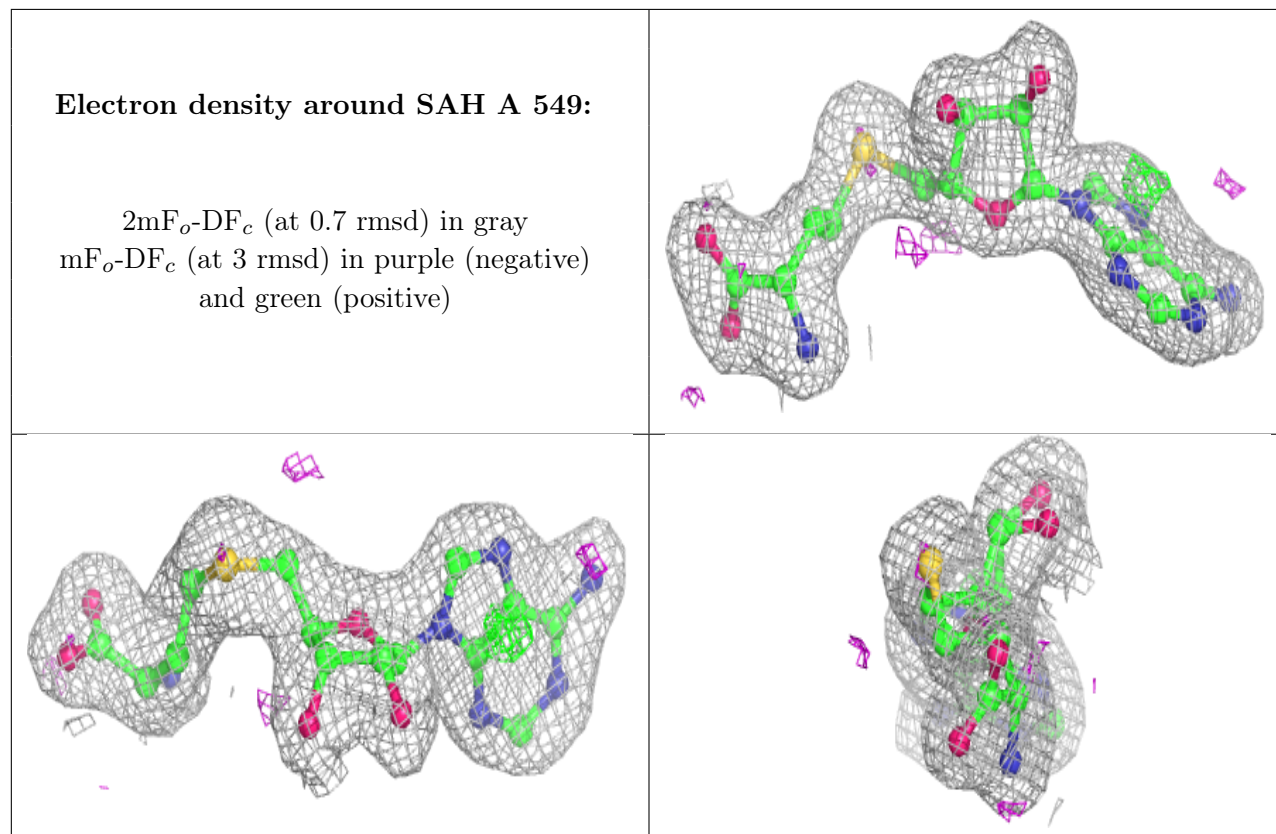 Electron density around SAH A 549:
2mFo-DFc (at 0.7 rmsd) in gray
mFo-DFc (at 3 rmsd) in purple (negative)
and green (positive)